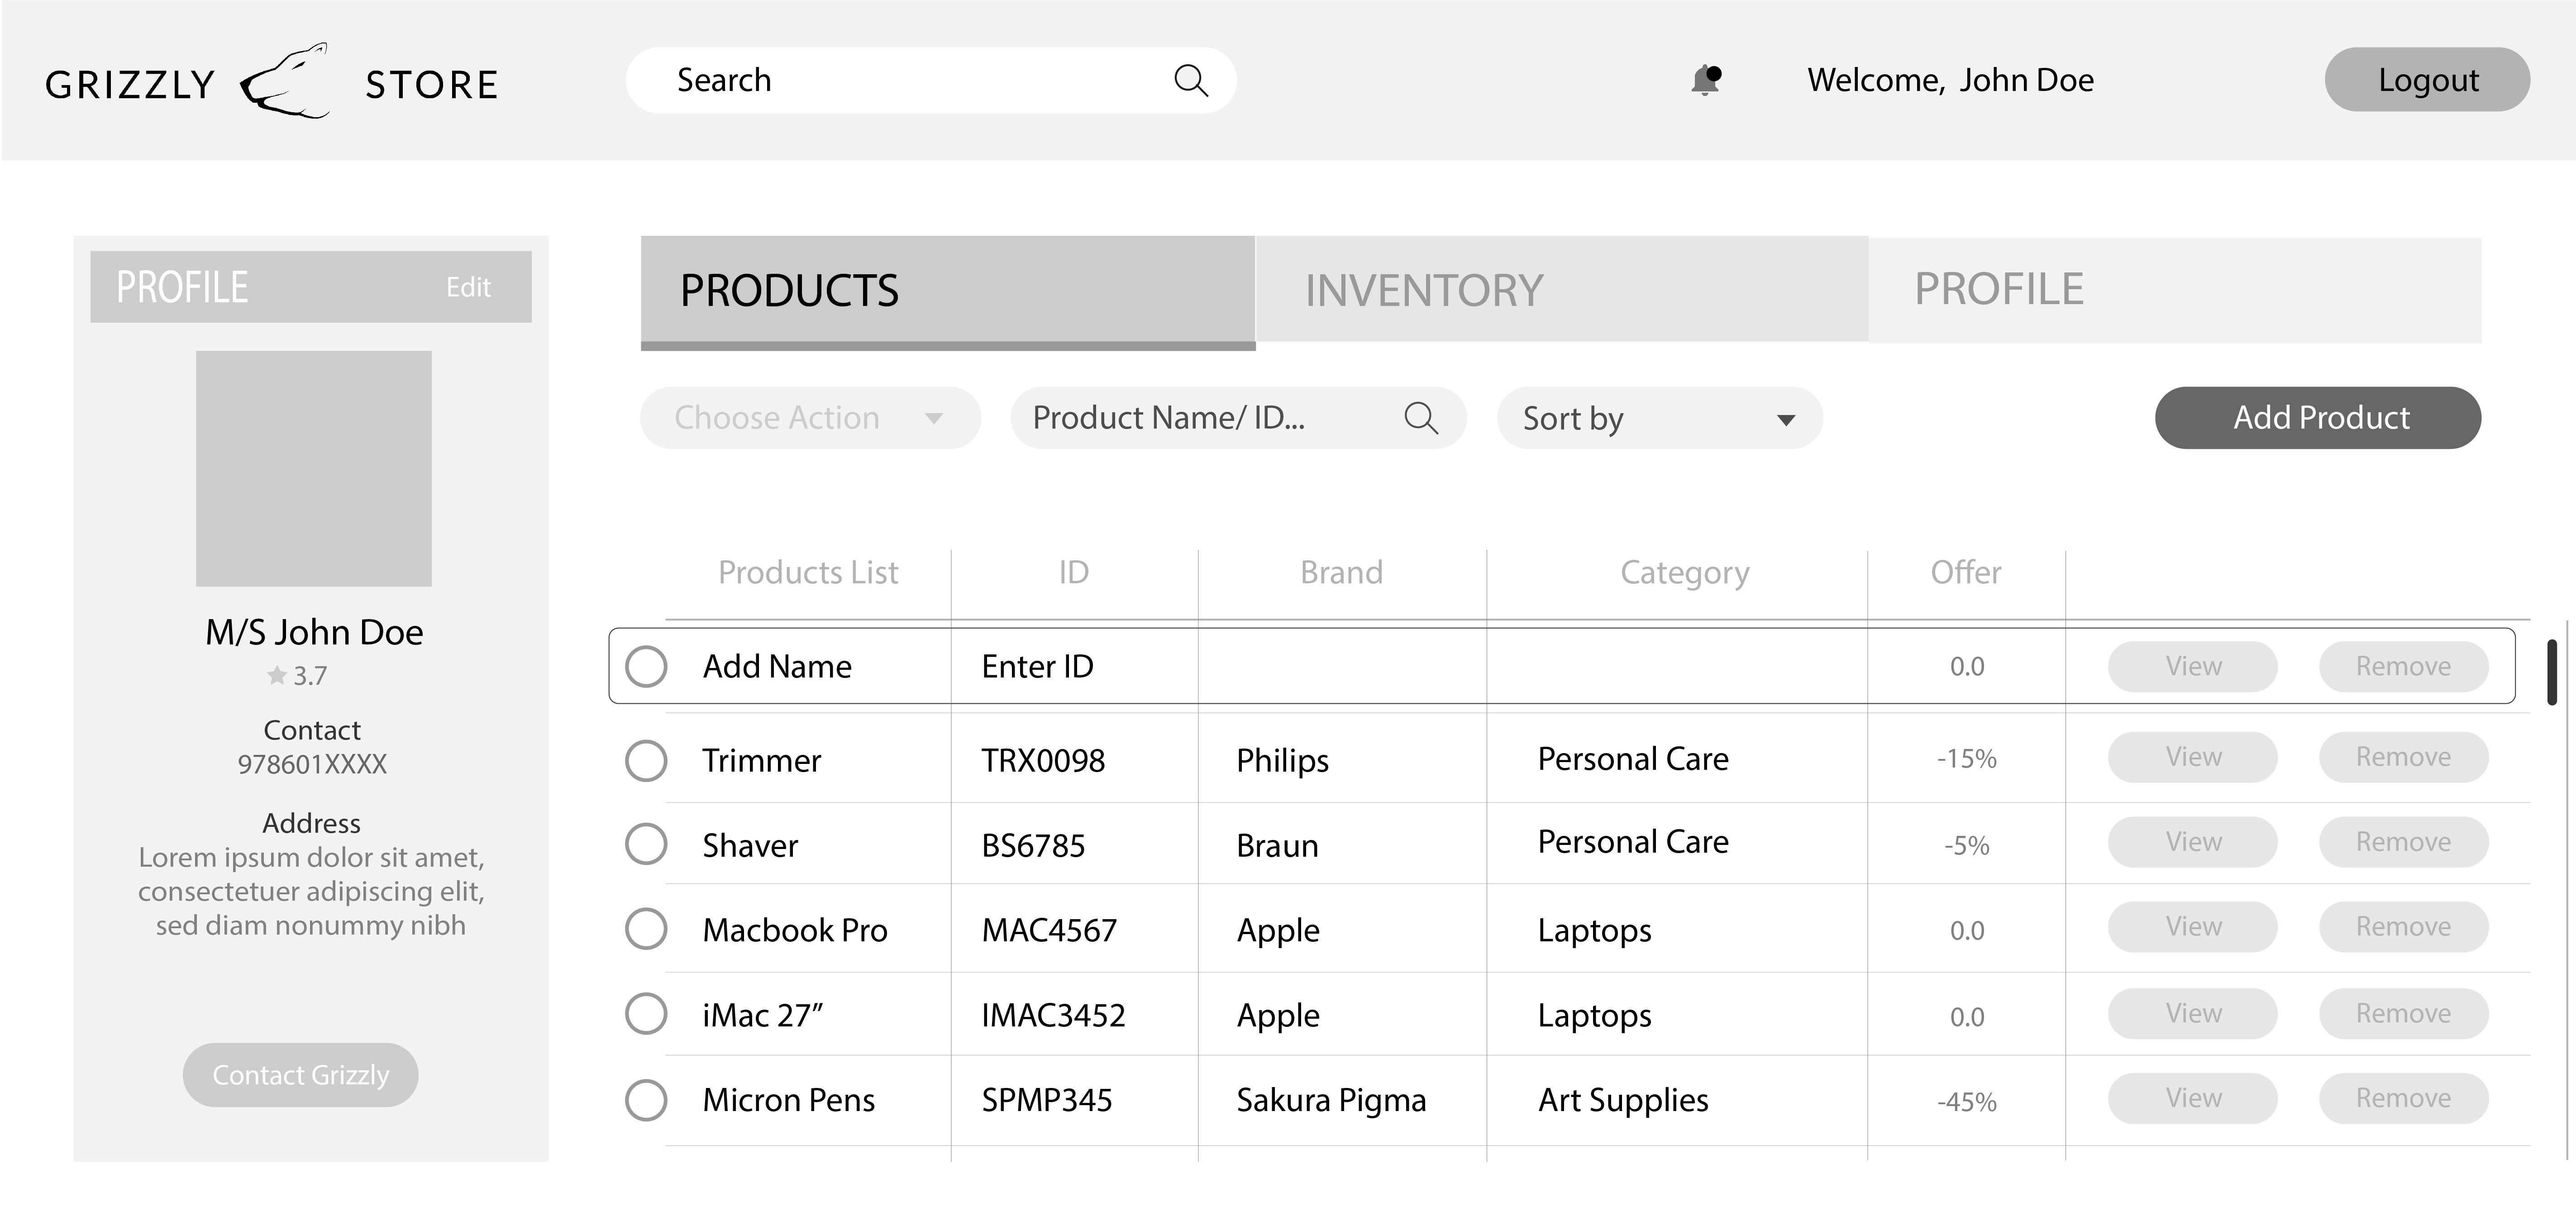 GRIZZLY STORE
Search
Welcome, John Doe
Logout
PROFILE
Edit
M/S John Doe
3.7
Contact
978601XXXX
Address
Lorem ipsum dolor sit amet,
consectetuer adipiscing elit,
sed diam nonummy nibh
Contact Grizzly
PRODUCTS
INVENTORY
PROFILE
Choose Action
Product Name/ ID...
Sort by
Add Product
Products List ID Brand Category Offer
Add Name Enter ID 0.0 View Remove
Trimmer TRX0098 Philips Personal Care -15% View Remove
Shaver BS6785 Braun Personal Care -5% View Remove
Macbook Pro MAC4567 Apple Laptops 0.0 View Remove
iMac 27” IMAC3452 Apple Laptops 0.0 View Remove
Micron Pens SPMP345 Sakura Pigma Art Supplies -45% View Remove